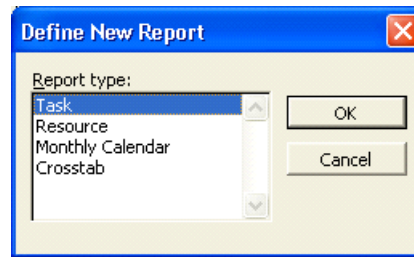 Define New Report
Report type:
Task
Resource
Monthly Calendar
Crosstab
OK
Cancel